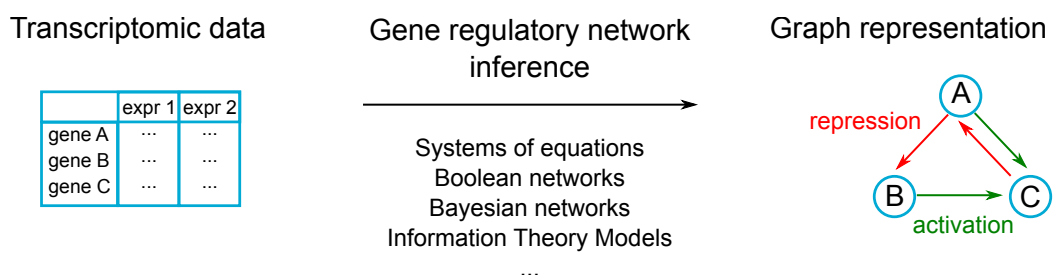 Transcriptomic data
expr 1 expr 2
gene A ... ...
gene B ... ...
gene C ... ...
Gene regulatory network
inference
Systems of equations
Boolean networks
Bayesian networks
Information Theory Models
...
Graph representation
A
repression
B
C
activation